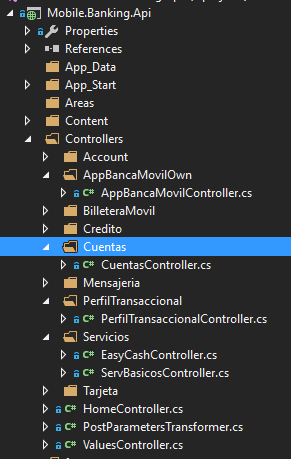 Mobile.Banking.Api
Properties
References
App_Data
App_Start
Areas
Content
Controllers
Account
AppBancaMovilOwn
C# AppBancaMovilController.cs
BilleteraMovil
Credito
Cuentas
C# CuentasController.cs
Mensajeria
PerfilTransaccional
C# PerfilTransaccionalController.cs
Servicios
C# EasyCashController.cs
C# ServBasicosController.cs
Tarjeta
C# HomeController.cs
C# PostParametersTransformer.cs
C# ValuesController.cs